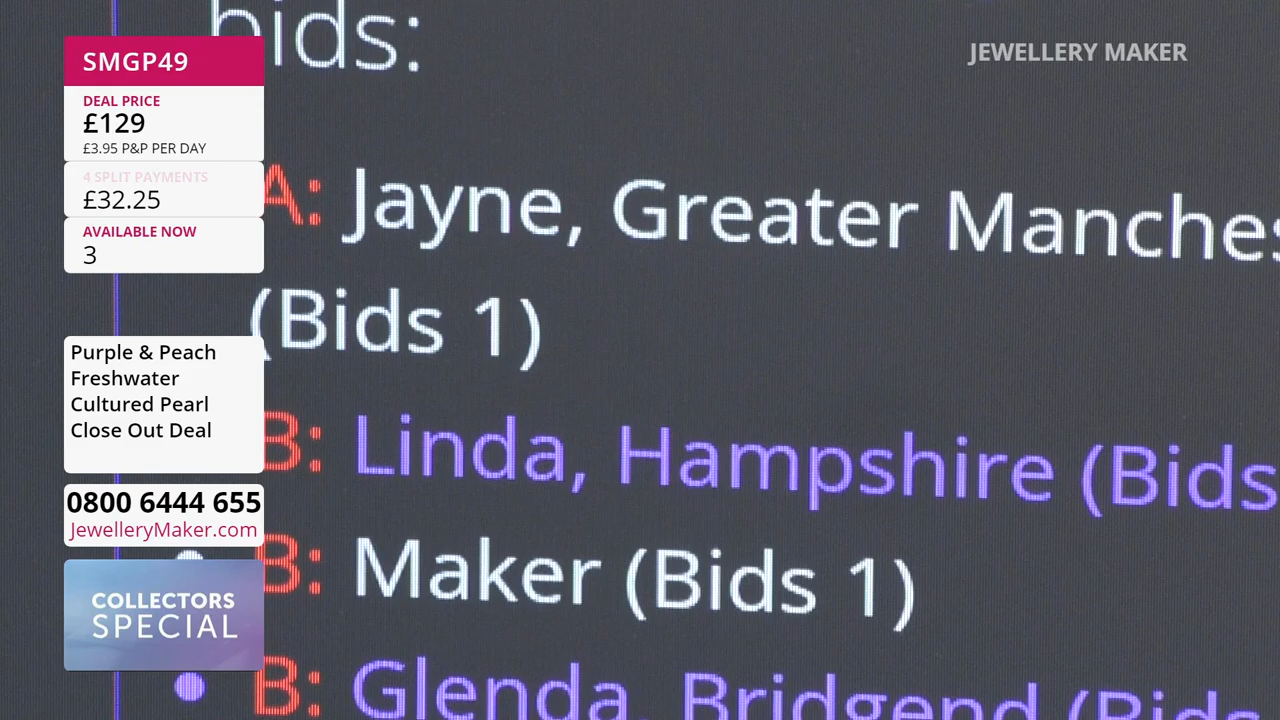 bids:
SMGP49
JEWELLERY MAKER
DEAL PRICE
£129
£3.95 P&P PER DAY
4 SPLIT PAYMENTS
£32.25
AVAILABLE NOW
3
A: Jayne, Greater Manches
(Bids 1)
Purple & Peach
Freshwater
Cultured Pearl
Close Out Deal
B: Linda, Hampshire (Bids
0800 6444 655
JewelleryMaker.com
B: Maker (Bids 1)
COLLECTORS
SPECIAL
B: Glenda, Bridgend (Bids